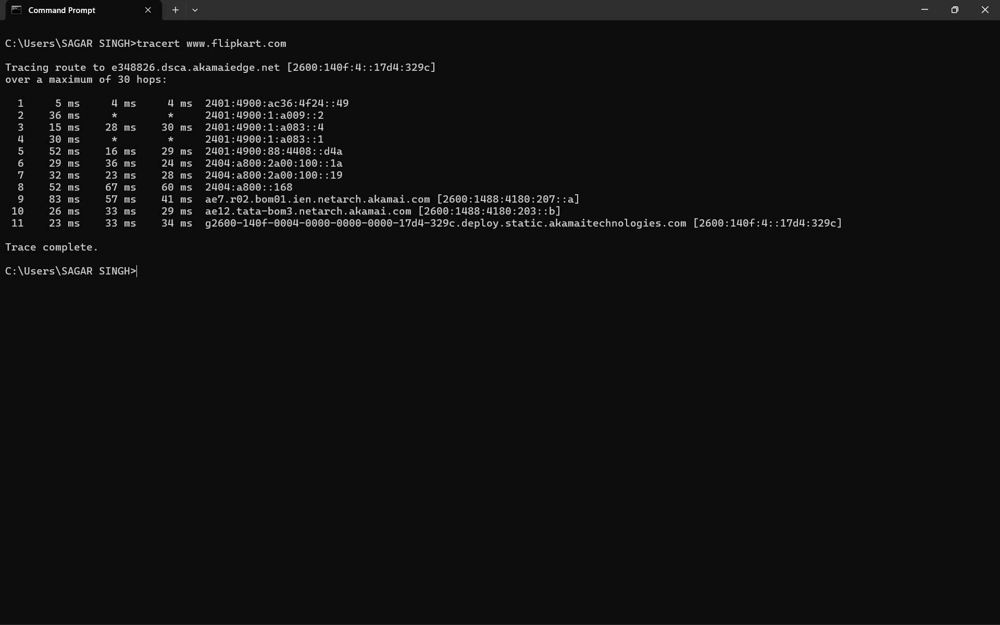 Command Prompt
C:\Users\SAGAR SINGH>tracert www.flipkart.com
Tracing route to e348826.dsca.akamaiedge.net [2600:140f:4::17d4:329c]
over a maximum of 30 hops:
1 5 ms 4 ms 4 ms 2401:4900:ac36:4f24::49
2 36 ms * * 2401:4900:1:a009::2
3 15 ms 28 ms 30 ms 2401:4900:1:a083::4
4 30 ms * * 2401:4900:1:a083::1
5 52 ms 16 ms 29 ms 2401:4900:88:4408::d4a
6 29 ms 36 ms 24 ms 2404:a800:2a00:100::1a
7 32 ms 23 ms 28 ms 2404:a800:2a00:100::19
8 52 ms 67 ms 60 ms 2404:a800::168
9 83 ms 57 ms 41 ms ae7.r02.bom01.ien.netarch.akamai.com [2600:1488:4180:207::a]
10 26 ms 33 ms 29 ms ae12.tata-bom3.netarch.akamai.com [2600:1488:4180:203::b]
11 23 ms 33 ms 34 ms g2600-140f-0004-0000-0000-0000-17d4-329c.deploy.static.akamaitechnologies.com [2600:140f:4::17d4:329c]
Trace complete.
C:\Users\SAGAR SINGH>